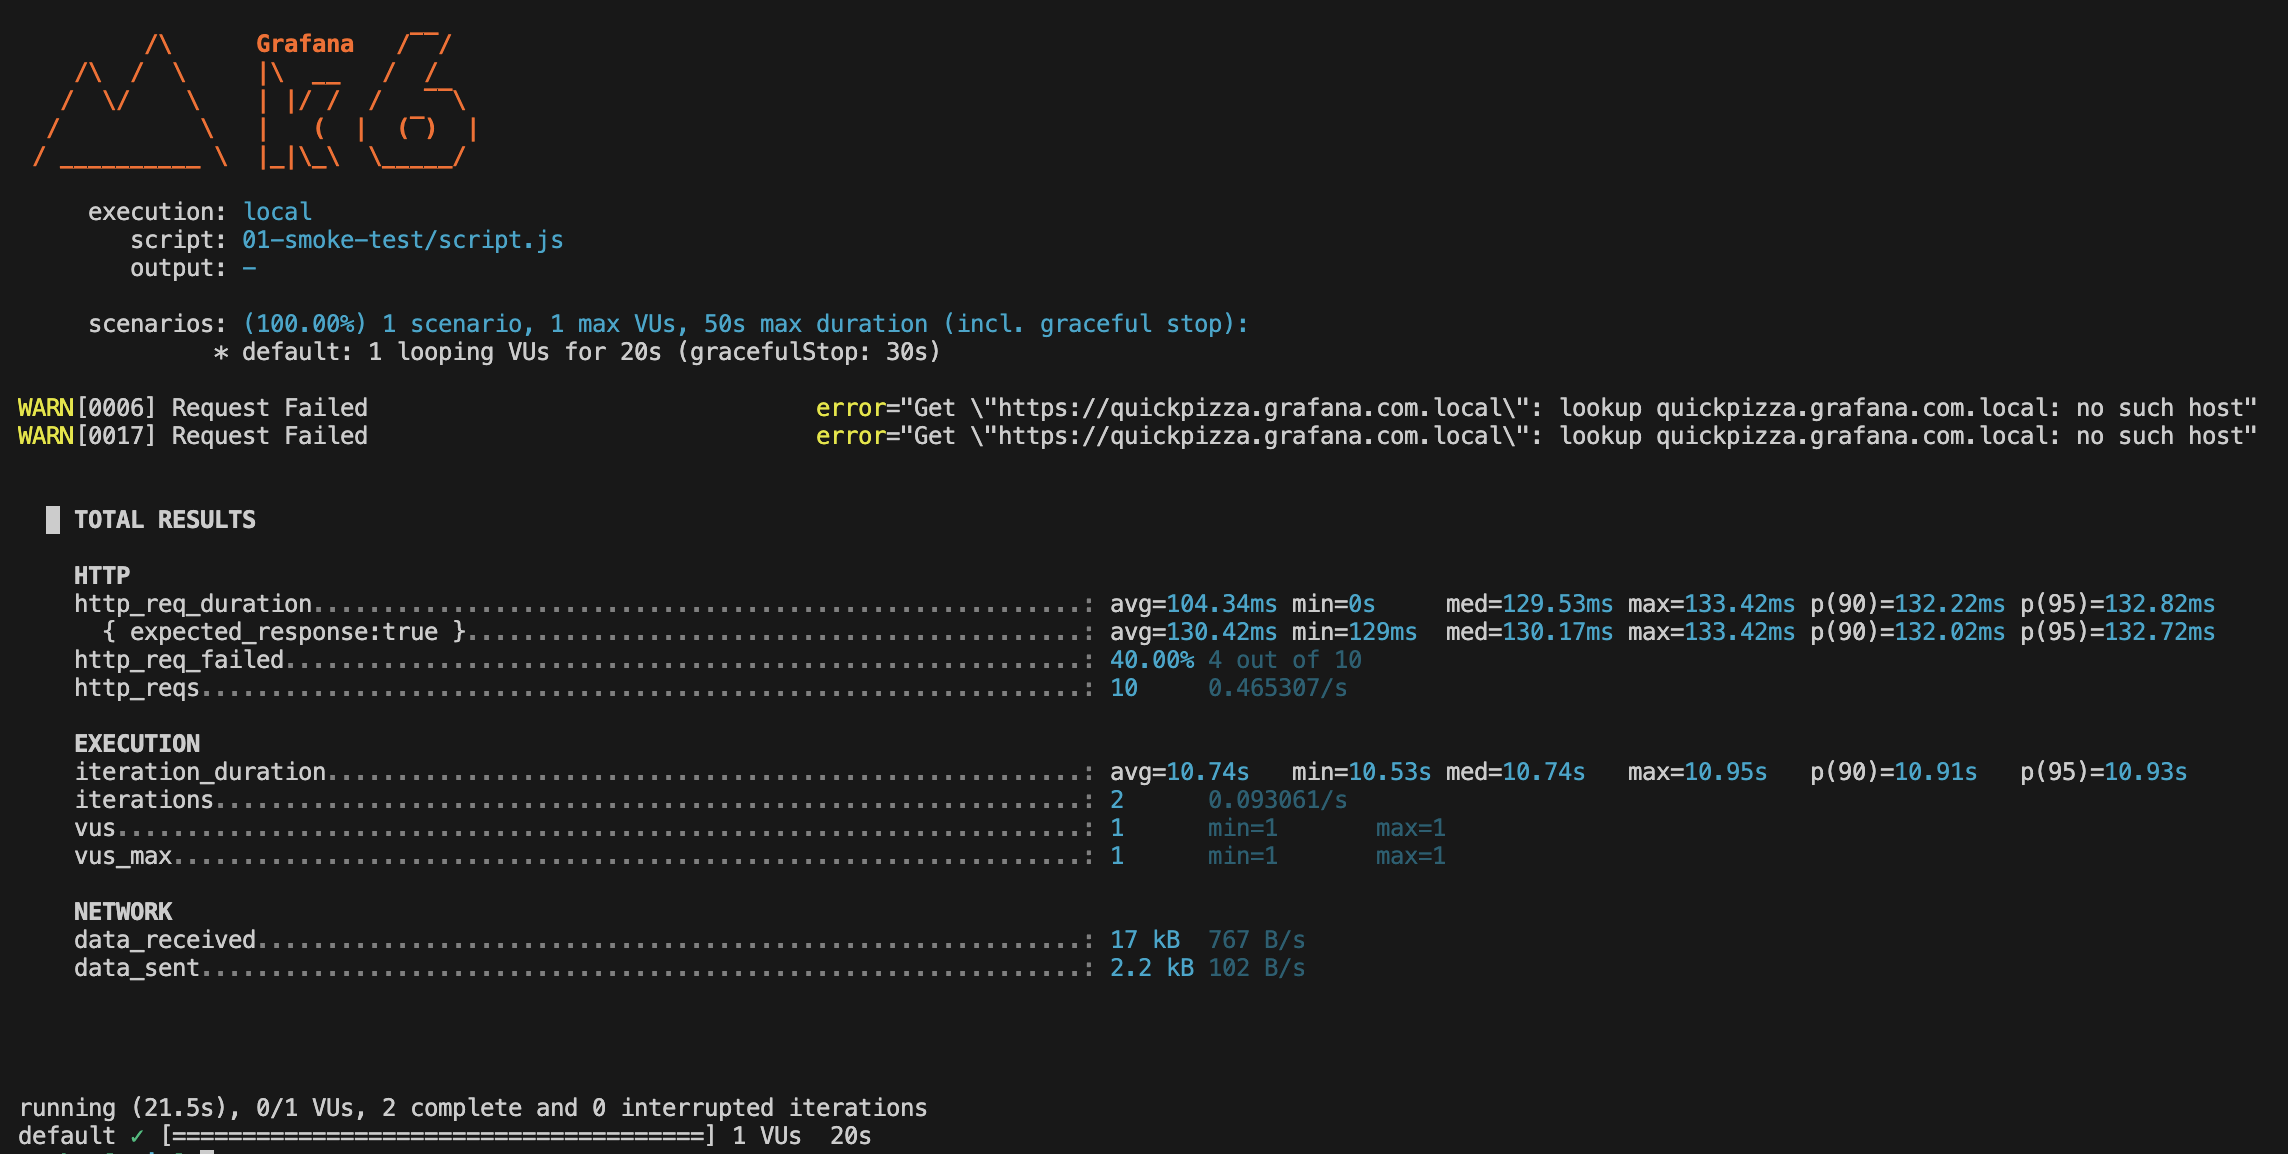 Grafana
execution: local
script: 01-smoke-test/script.js
output: -
scenarios: (100.00%) 1 scenario, 1 max VUs, 50s max duration (incl. graceful stop):
* default: 1 looping VUs for 20s (gracefulStop: 30s)
WARN[0006] Request Failed error="Get \"https://quickpizza.grafana.com.local\": lookup quickpizza.grafana.com.local: no such host"
WARN[0017] Request Failed error="Get \"https://quickpizza.grafana.com.local\": lookup quickpizza.grafana.com.local: no such host"
█ TOTAL RESULTS
HTTP
http_req_duration.......................................................: avg=104.34ms min=0s med=129.53ms max=133.42ms p(90)=132.22ms p(95)=132.82ms
{ expected_response:true }............................................: avg=130.42ms min=129ms med=130.17ms max=133.42ms p(90)=132.02ms p(95)=132.72ms
http_req_failed.........................................................: 40.00% 4 out of 10
http_reqs...............................................................: 10 0.465307/s
EXECUTION
iteration_duration......................................................: avg=10.74s min=10.53s med=10.74s max=10.95s p(90)=10.91s p(95)=10.93s
iterations..............................................................: 2 0.093061/s
vus.....................................................................: 1 min=1 max=1
vus_max.................................................................: 1 min=1 max=1
NETWORK
data_received...........................................................: 17 kB 767 B/s
data_sent...............................................................: 2.2 kB 102 B/s
running (21.5s), 0/1 VUs, 2 complete and 0 interrupted iterations
default ✓ [======================================] 1 VUs 20s